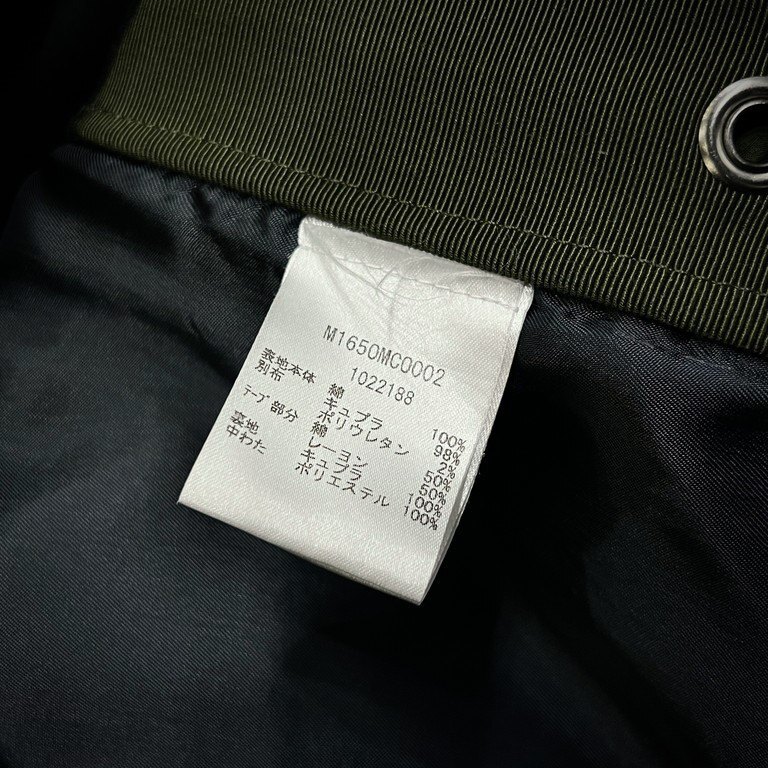 M1650MC0002
1022188
表地本体 綿 100%
別布 キュプラ 98%
ポリウレタン 2%
テープ部分 綿 50%
レーヨン 50%
裏地 キュプラ 100%
中わた ポリエステル 100%